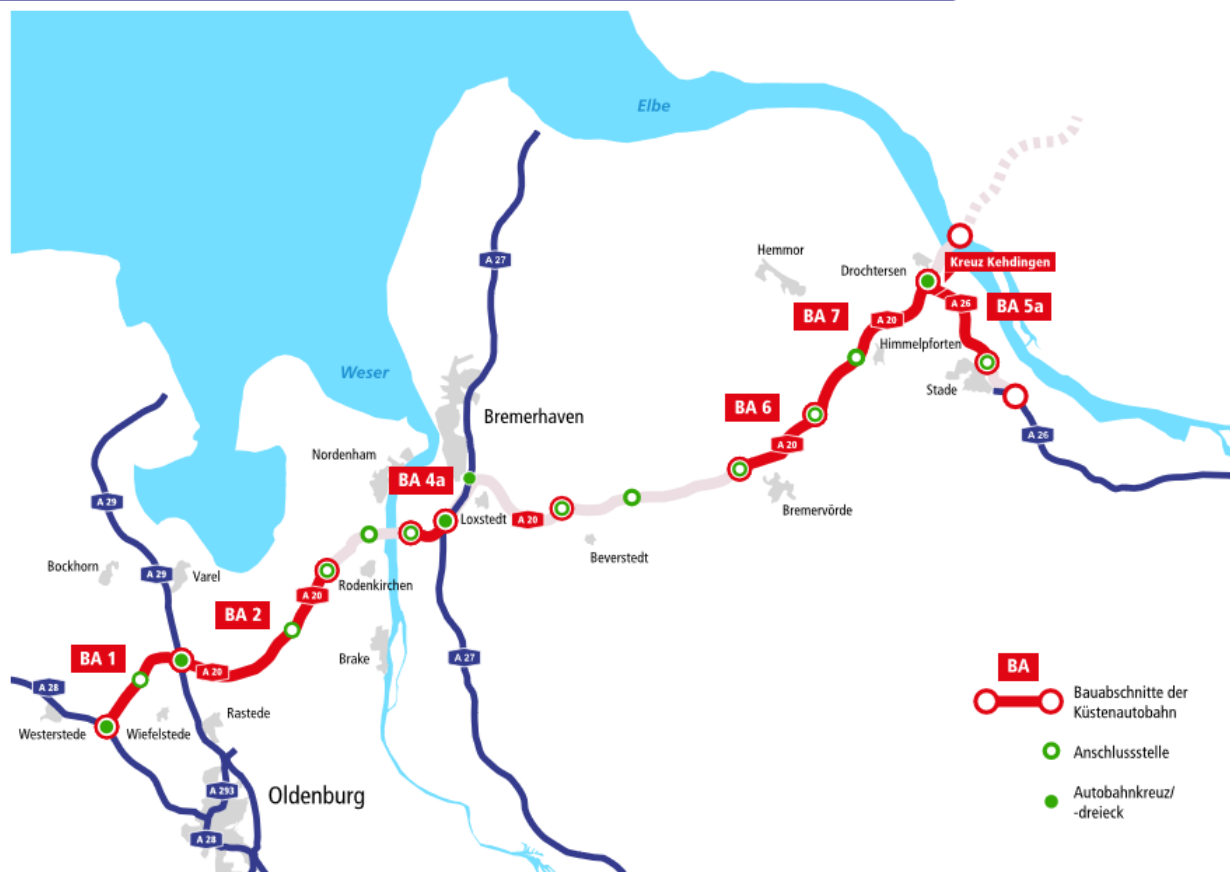 Elbe
A 27
Hemmor
Drochtersen
Kreuz Kehdingen
A 26
BA 5a
BA 7
A 20
Himmelpforten
Weser
Stade
BA 6
Bremerhaven
A 20
A 26
Nordenham
BA 4a
A 29
Loxstedt
A 20
Bremervörde
Beverstedt
Bockhorn
A 29
Varel
Rodenkirchen
A 20
BA 2
BA 1
Brake
A 27
A 20
A 28
Westerstede
Wiefelstede
Rastede
A 293
Oldenburg
A 28
BA
Bauabschnitte der
Küstenautobahn
Anschlussstelle
Autobahnkreuz/
-dreieck